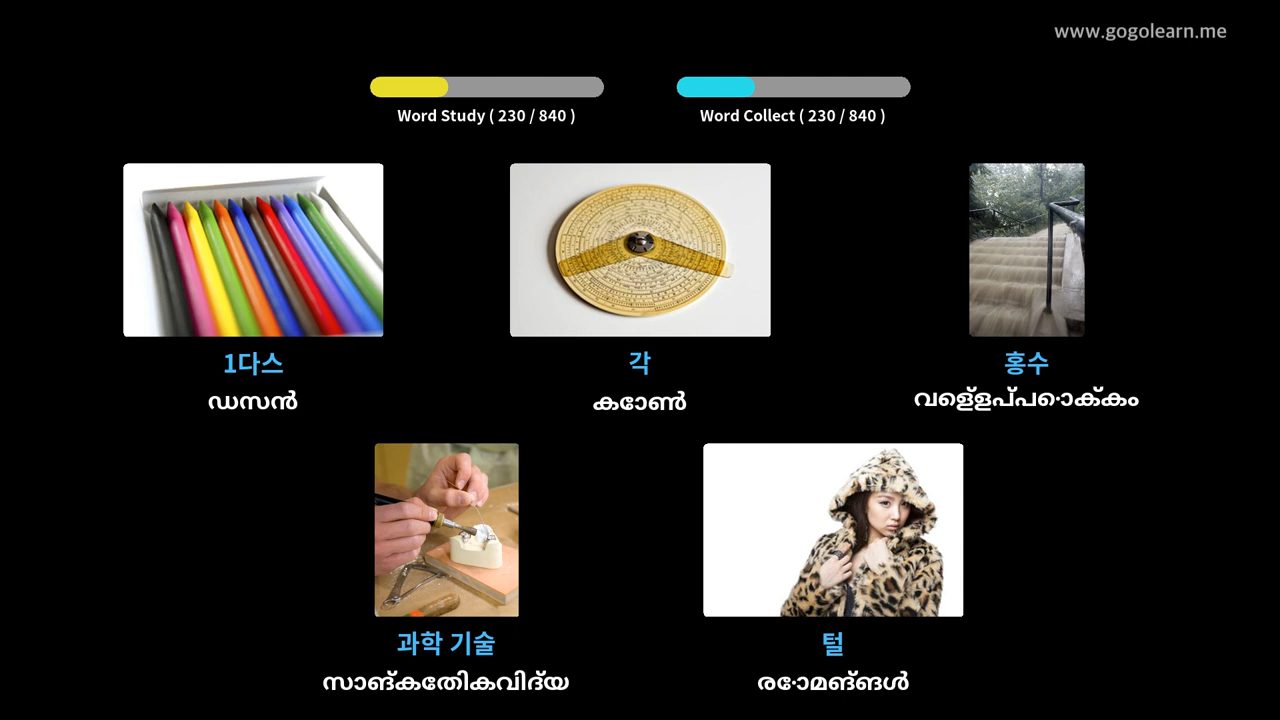 www.gogolearn.me
Word Study ( 230 / 840 )
Word Collect ( 230 / 840 )
1다스
각
홍수
ഡസൻ
കോൺ
വെള്ളപ്പൊക്കം
과학 기술
털
സാങ്കേതികവിദ്യ
രോമങ്ങൾ